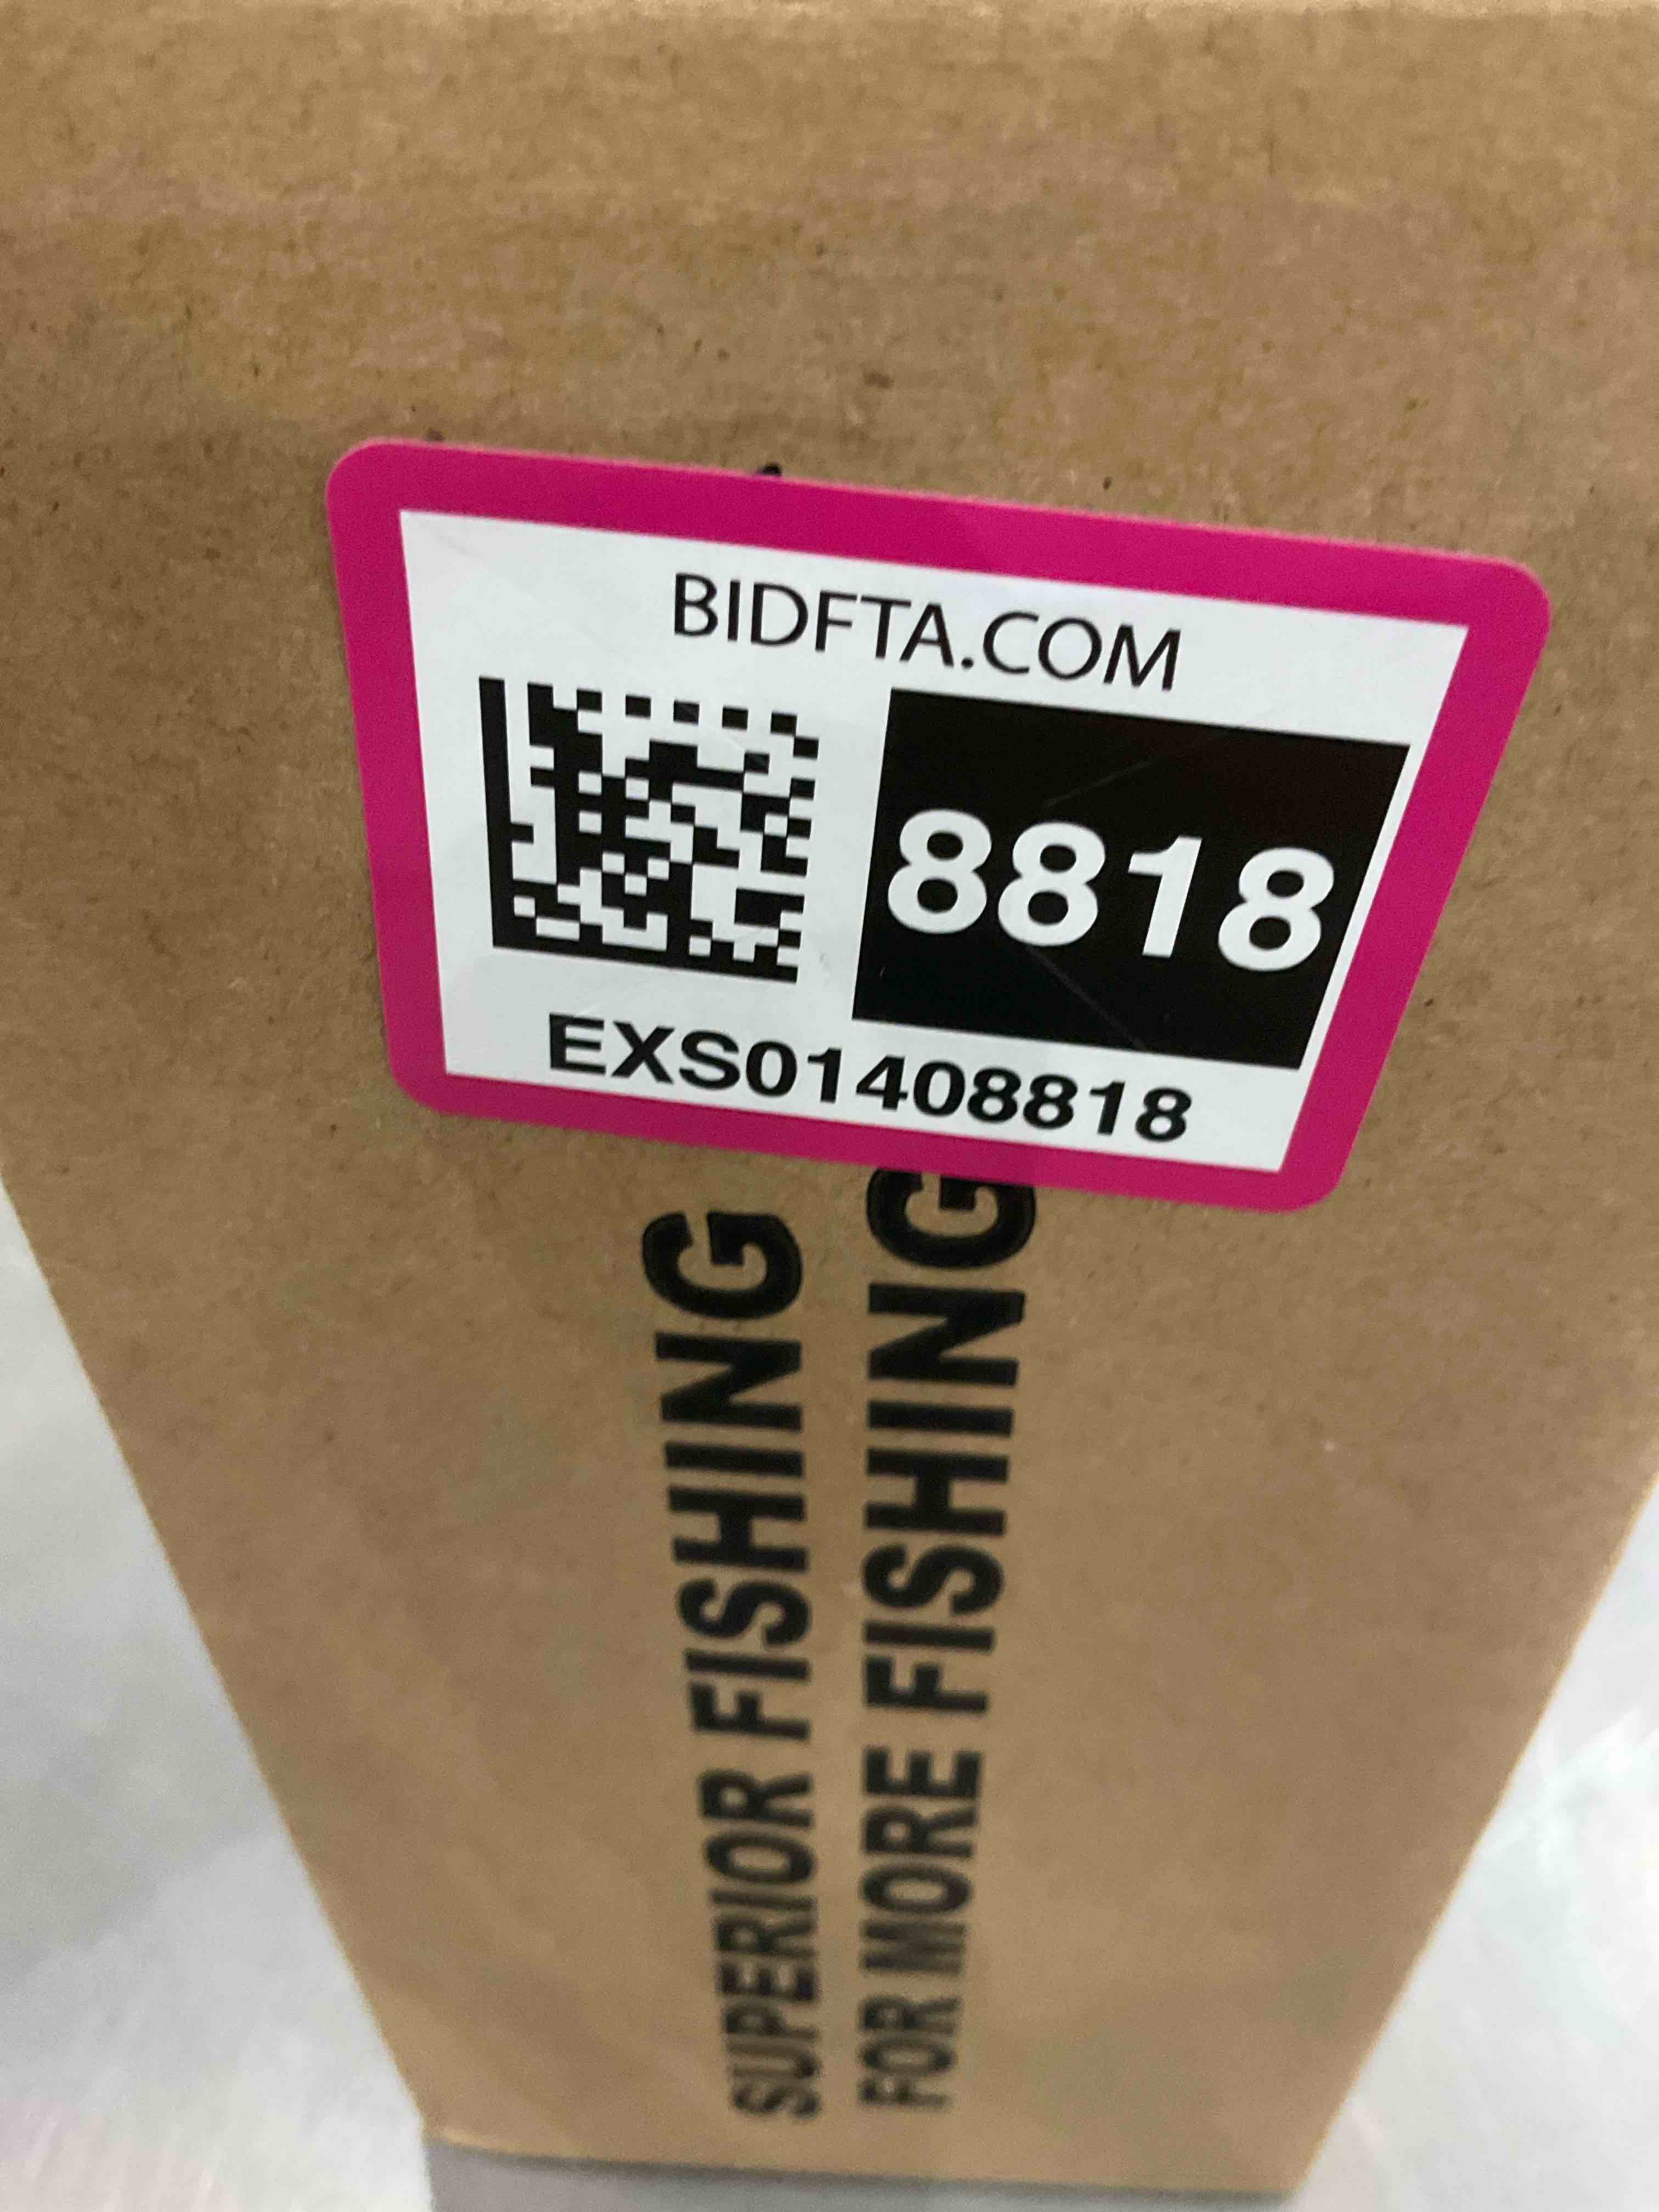 BIDFTA.COM
8818
EXS01408818
SUPERIOR FISHING
FOR MORE FISHING